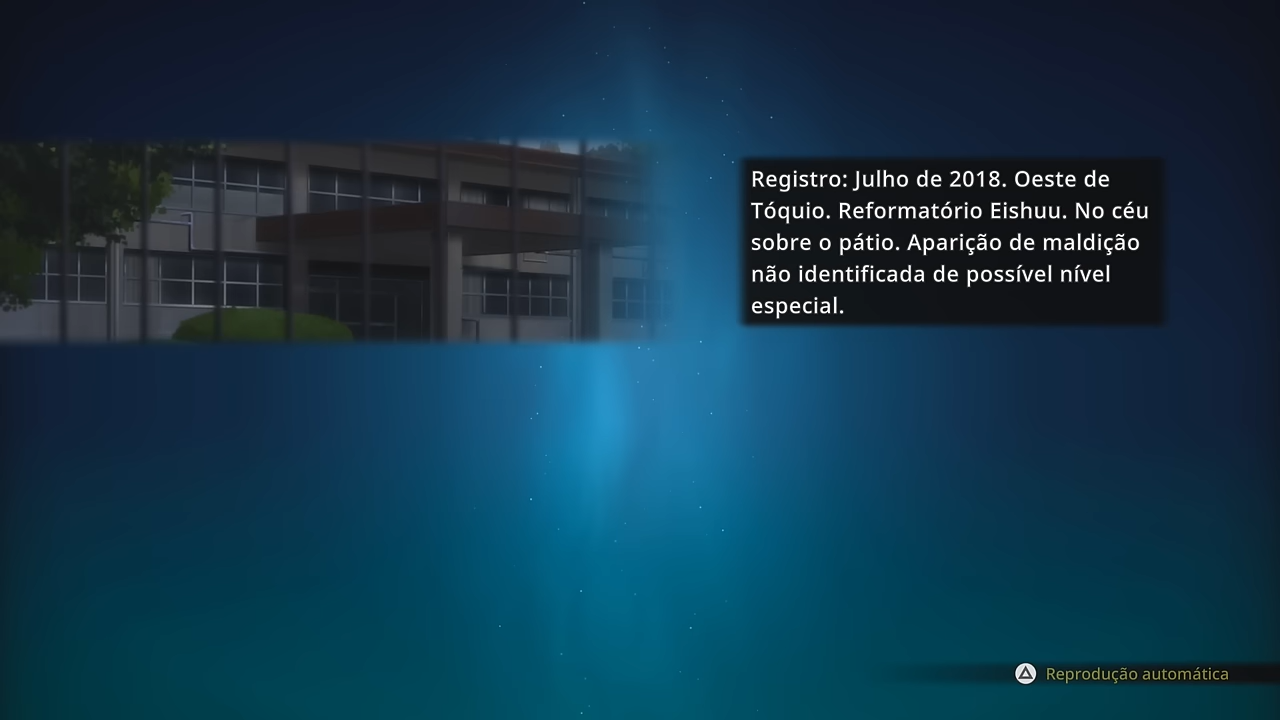 Registro: Julho de 2018. Oeste de
Tóquio. Reformatório Eishuu. No céu
sobre o pátio. Aparição de maldição
não identificada de possível nível
especial.
Reprodução automática